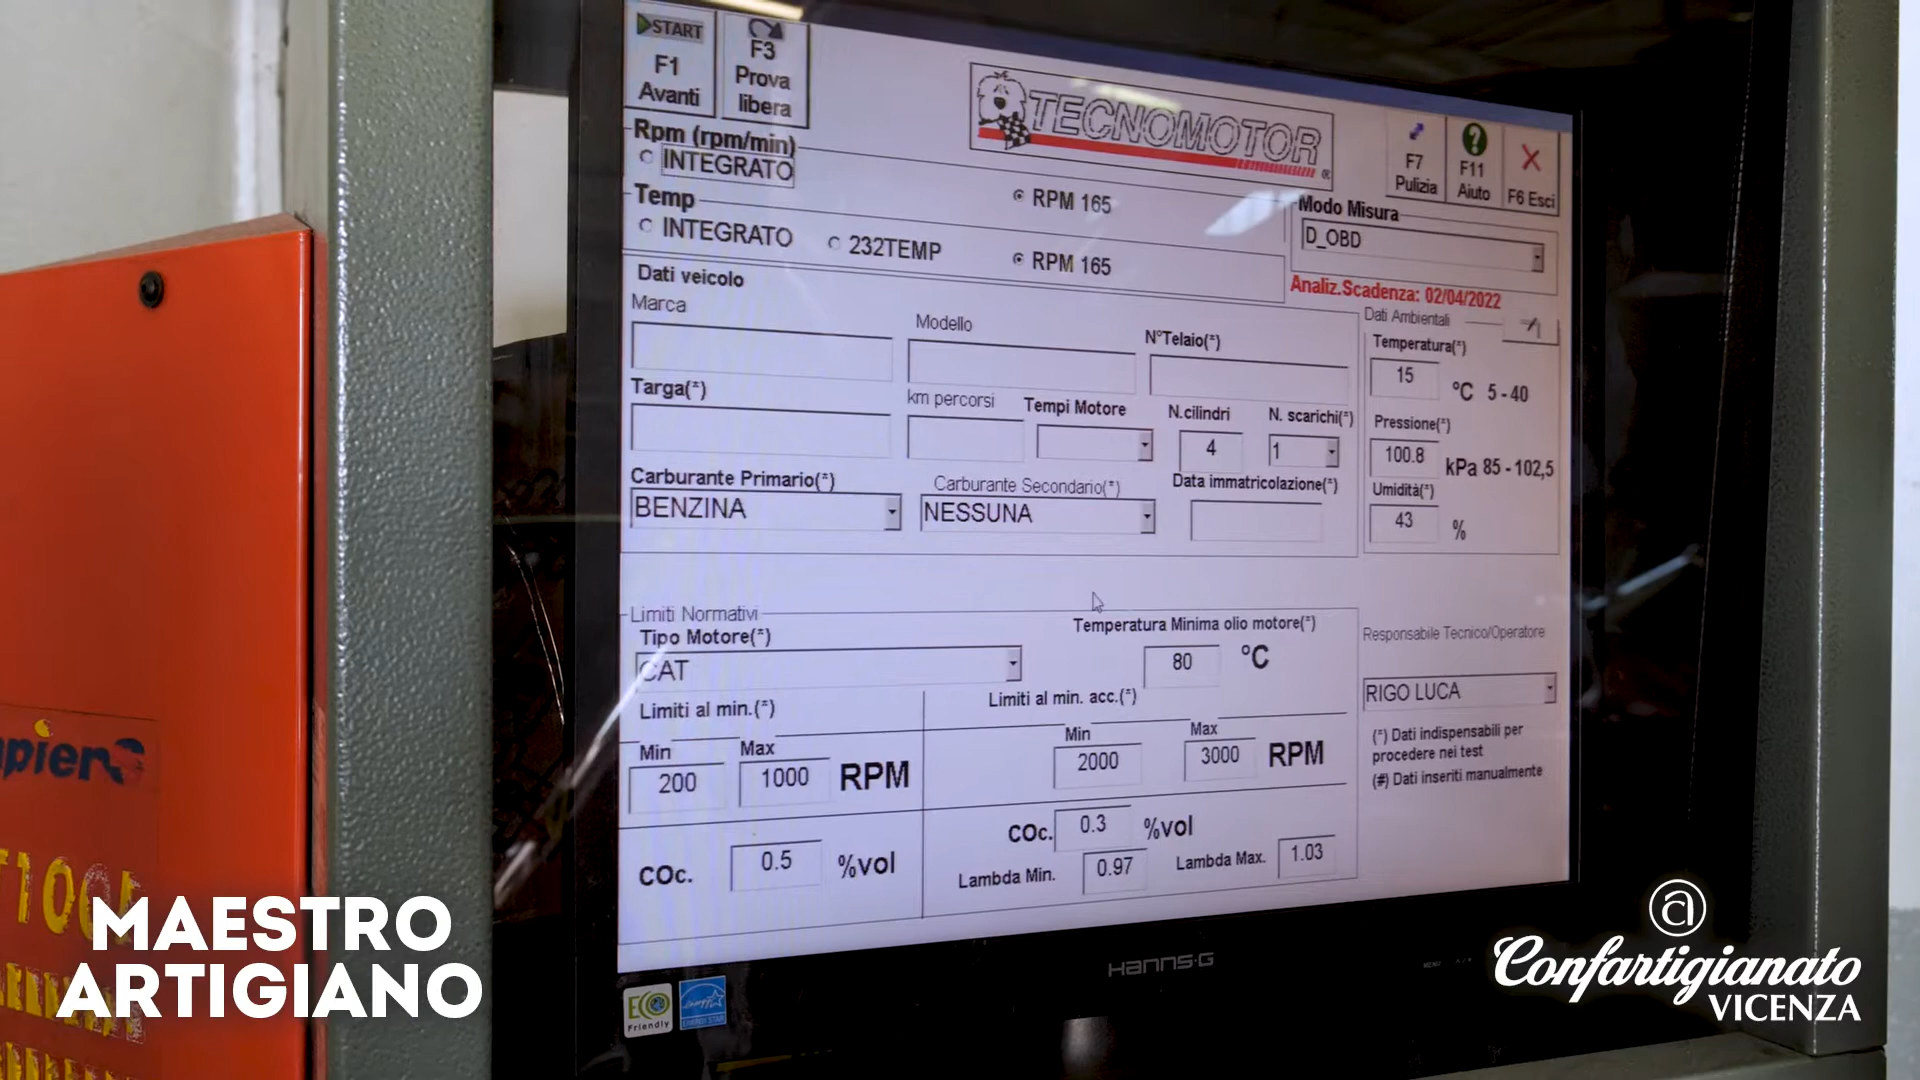 START
F1
Avanti
F3
Prova
libera
TECNOMOTOR
®
F7
Pulizia
F11
Aiuto
F6 Esci
Rpm (rpm/min)
INTEGRATO
RPM 165
Temp
INTEGRATO
232TEMP
RPM 165
Modo Misura
D_OBD
Analiz.Scadenza: 02/04/2022
Dati veicolo
Marca
Modello
N°Telaio(*)
Targa(*)
km percorsi
Tempi Motore
N.cilindri
4
N. scarichi(*)
1
Carburante Primario(*)
BENZINA
Carburante Secondario(*)
NESSUNA
Data immatricolazione(*)
Dati Ambientali
Temperatura(*)
15
°C 5 - 40
Pressione(*)
100.8
kPa 85 - 102,5
Umidità(*)
43
%
Limiti Normativi
Tipo Motore(*)
CAT
Temperatura Minima olio motore(*)
80
°C
Limiti al min.(*)
Min
200
Max
1000
RPM
Limiti al min. acc.(*)
Min
2000
Max
3000
RPM
COc.
0.5
%vol
COc.
0.3
%vol
Lambda Min.
0.97
Lambda Max.
1.03
Responsabile Tecnico/Operatore
RIGO LUCA
(*) Dati indispensabili per
procedere nei test
(#) Dati inseriti manualmente
HANNS·G
ECO
Friendly
ENERGY STAR
MAESTRO
ARTIGIANO
Confartigianato
VICENZA